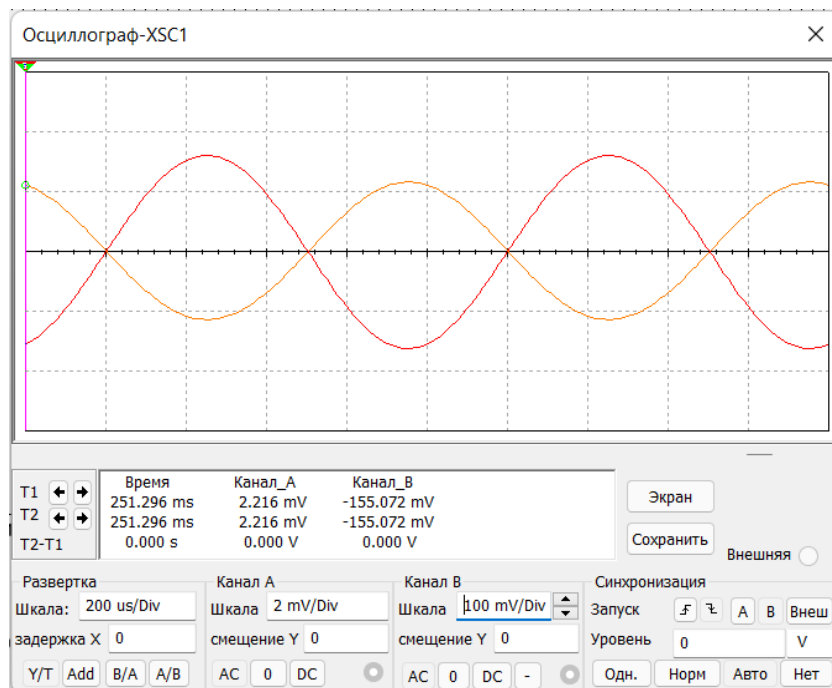 Осциллограф-XSC1
Время Канал_A Канал_B
T1 251.296 ms 2.216 mV -155.072 mV
T2 251.296 ms 2.216 mV -155.072 mV
T2-T1 0.000 s 0.000 V 0.000 V
Экран
Сохранить
Внешняя
Развертка
Шкала: 200 us/Div
задержка X 0
Y/T Add B/A A/B
Канал A
Шкала 2 mV/Div
смещение Y 0
AC 0 DC
Канал B
Шкала 100 mV/Div
смещение Y 0
AC 0 DC -
Синхронизация
Запуск A B Внеш
Уровень 0 V
Одн. Норм Авто Нет